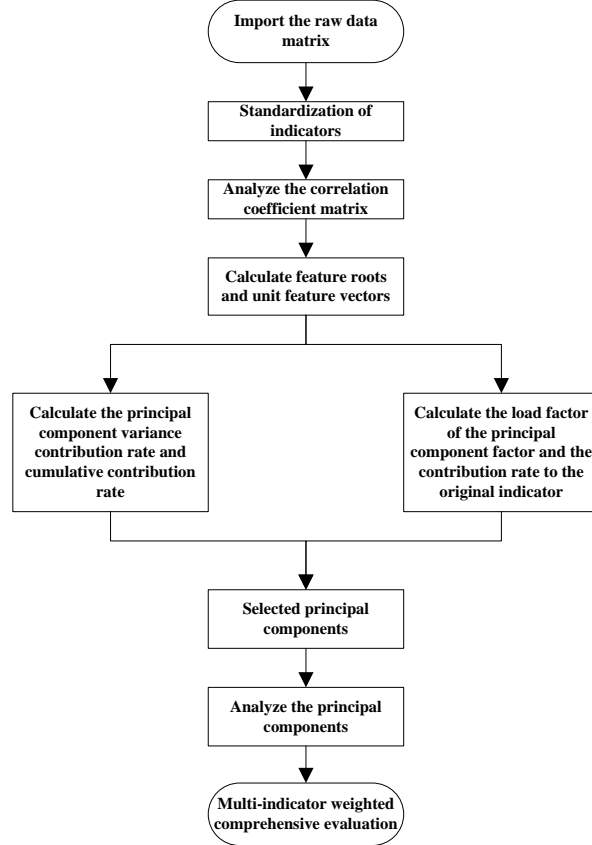 Import the raw data
matrix
Standardization of
indicators
Analyze the correlation
coefficient matrix
Calculate feature roots
and unit feature vectors
Calculate the principal
component variance
contribution rate and
cumulative contribution
rate
Calculate the load factor
of the principal
component factor and the
contribution rate to the
original indicator
Selected principal
components
Analyze the principal
components
Multi-indicator weighted
comprehensive evaluation